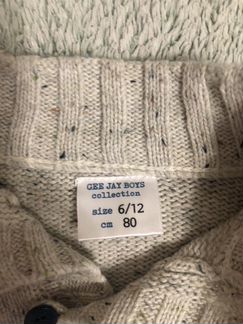 GEE JAY BOYS
collection
size 6/12
cm 80